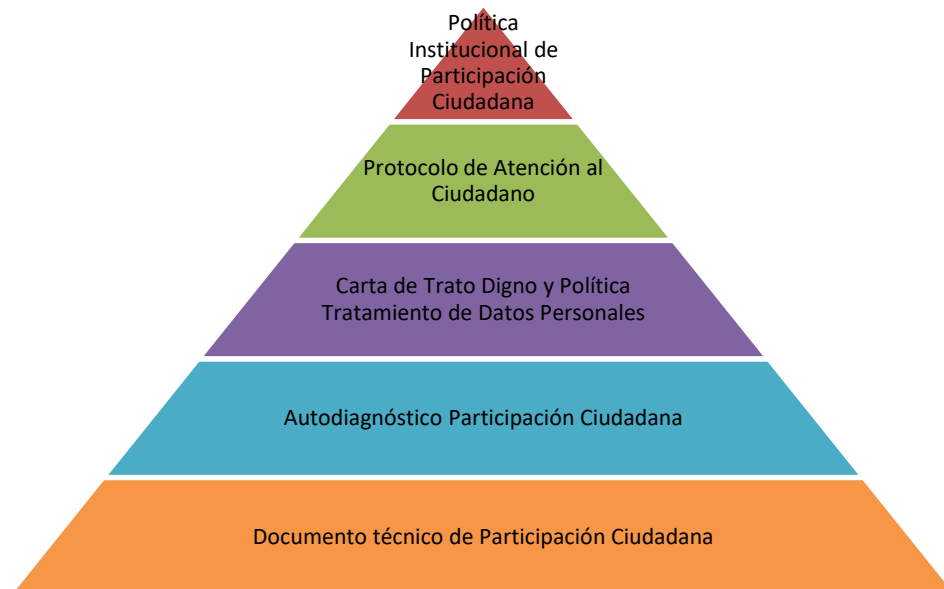 Política
Institucional de
Participación
Ciudadana
Protocolo de Atención al
Ciudadano
Carta de Trato Digno y Política
Tratamiento de Datos Personales
Autodiagnóstico Participación Ciudadana
Documento técnico de Participación Ciudadana